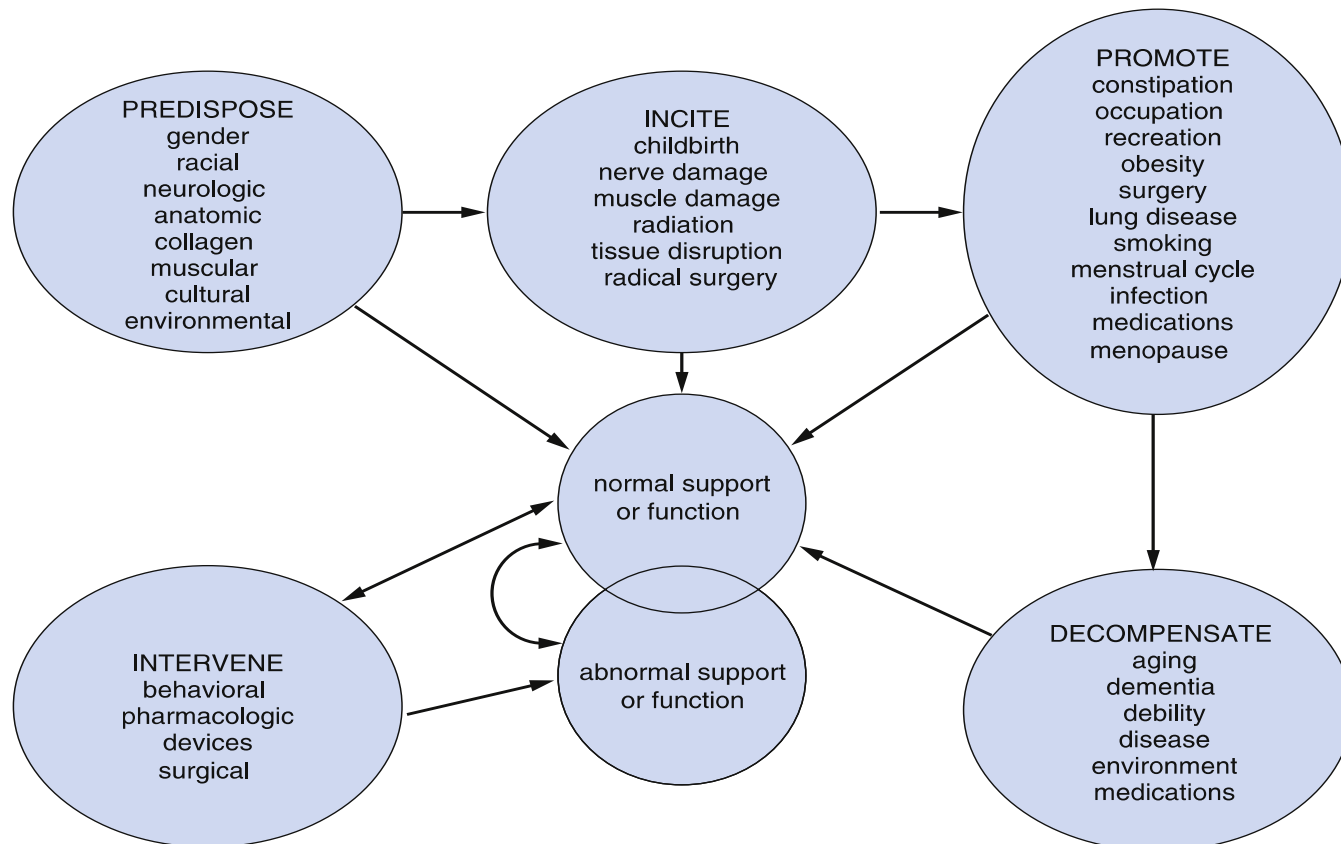 PREDISPOSE
gender
racial
neurologic
anatomic
collagen
muscular
cultural
environmental
INCITE
childbirth
nerve damage
muscle damage
radiation
tissue disruption
radical surgery
PROMOTE
constipation
occupation
recreation
obesity
surgery
lung disease
smoking
menstrual cycle
infection
medications
menopause
normal support
or function
abnormal support
or function
INTERVENE
behavioral
pharmacologic
devices
surgical
DECOMPENSATE
aging
dementia
debility
disease
environment
medications